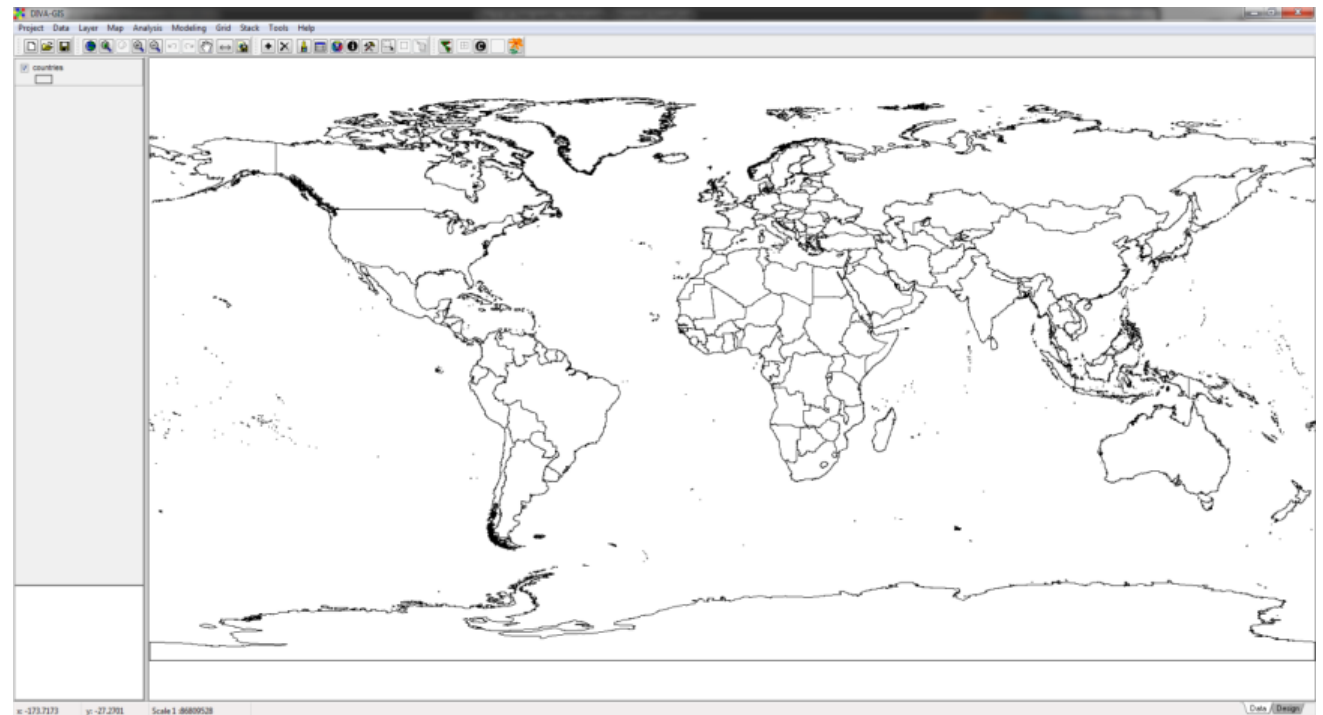 DIVA-GIS
Project Data Layer Map Analysis Modeling Grid Stack Tools Help
countries
x: -173.7173 y: -27.2701 Scale 1 :86809528
Data Design